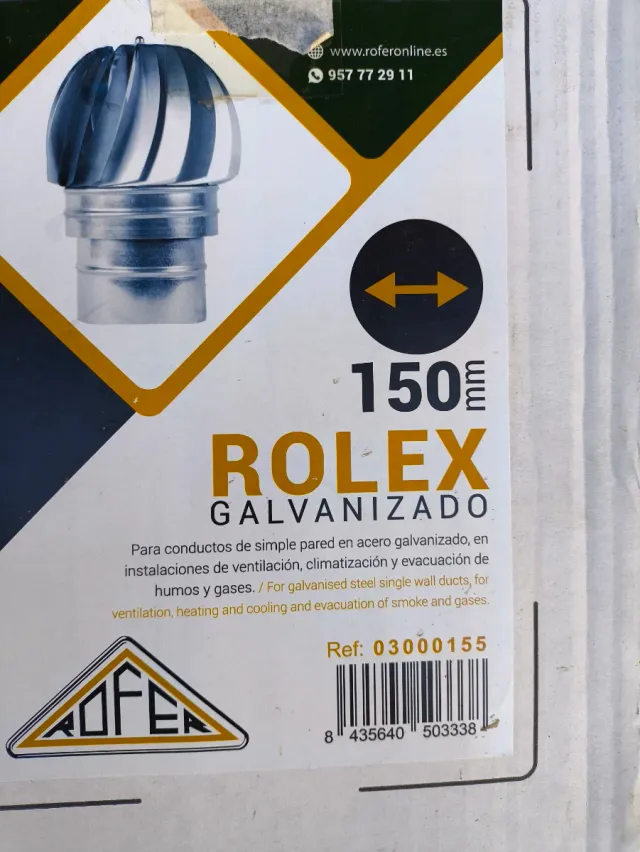 www.roferonline.es
957 77 29 11
150mm
ROLEX
GALVANIZADO
Para conductos de simple pared en acero galvanizado, en
instalaciones de ventilación, climatización y evacuación de
humos y gases. / For galvanised steel single wall ducts, for
ventilation, heating and cooling and evacuation of smoke and gases.
Ref: 03000155
8 435640 503338
ROFER